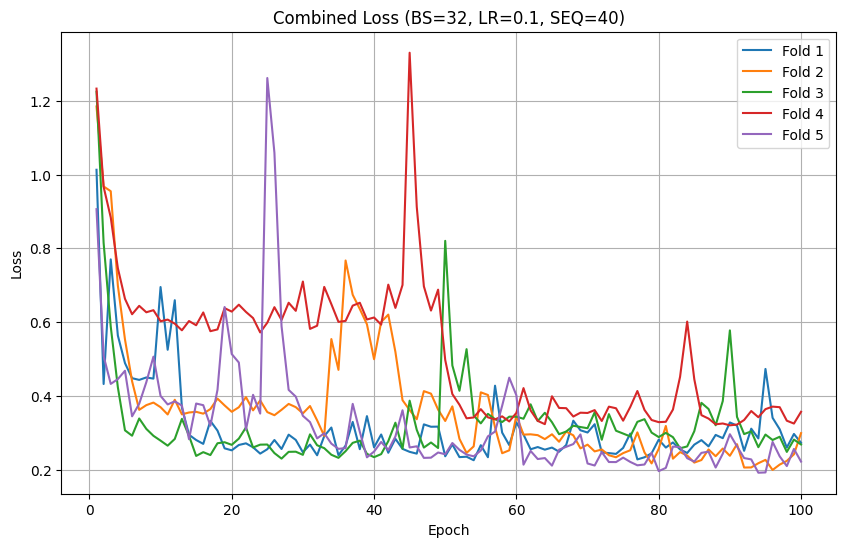 Combined Loss (BS=32, LR=0.1, SEQ=40)
Fold 1
Fold 2
Fold 3
Fold 4
Fold 5
Loss
1.2
1.0
0.8
0.6
0.4
0.2
0 20 40 60 80 100
Epoch